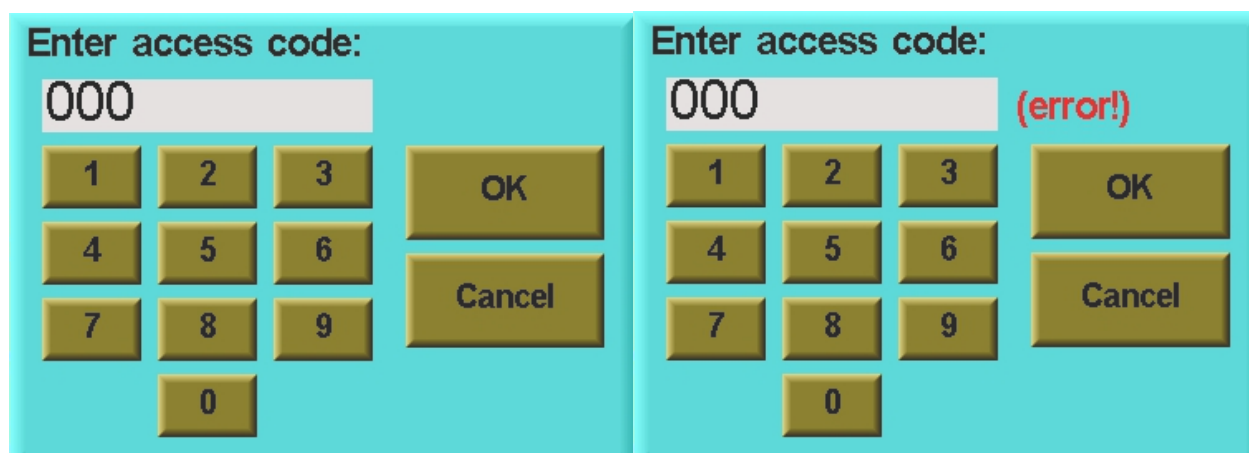 Enter access code:
000
1 2 3
OK
4 5 6
Cancel
7 8 9
0
Enter access code:
000 (error!)
1 2 3
OK
4 5 6
Cancel
7 8 9
0